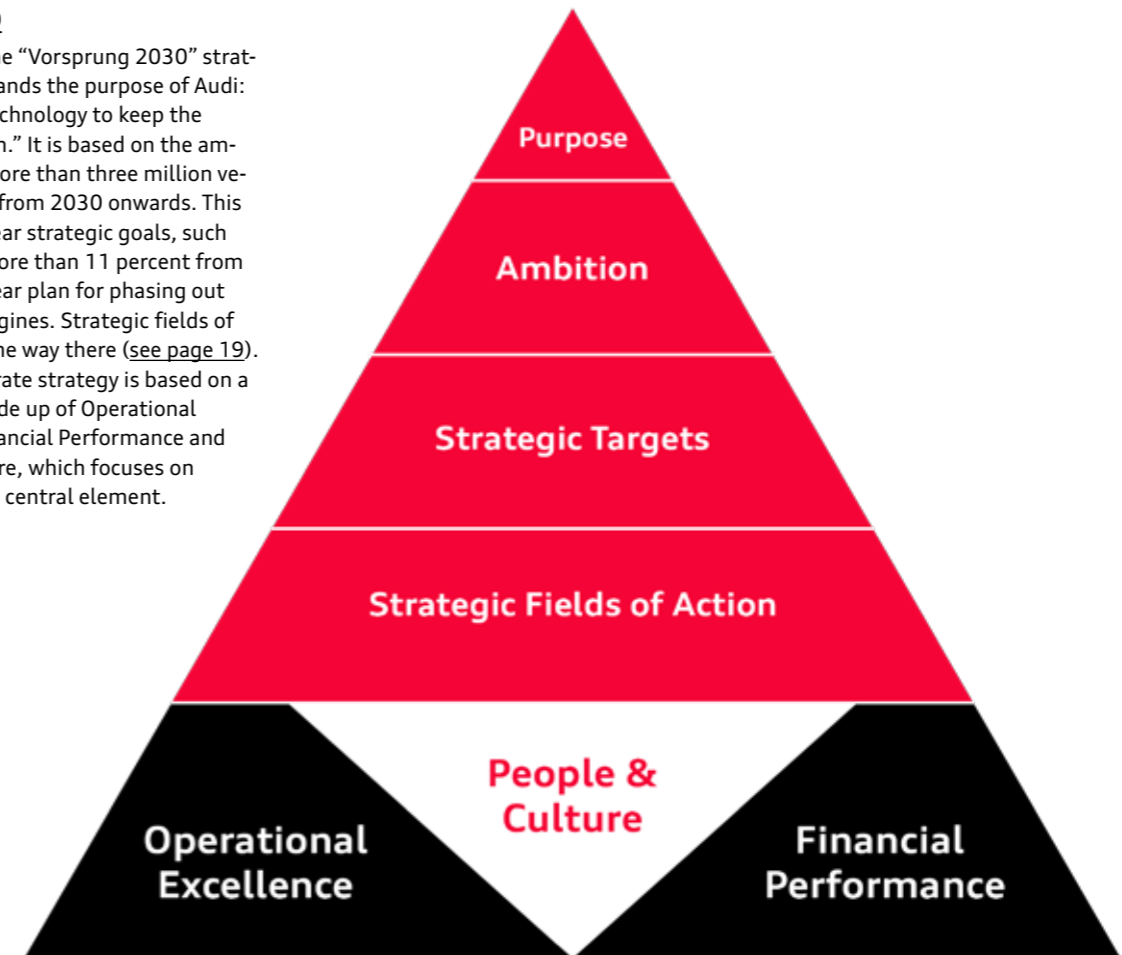 e “Vorsprung 2030” strat-
ands the purpose of Audi:
chnology to keep the
n.” It is based on the am-
ore than three million ve-
from 2030 onwards. This
ear strategic goals, such
ore than 11 percent from
ear plan for phasing out
gines. Strategic fields of
he way there (see page 19).
rate strategy is based on a
de up of Operational
ancial Performance and
re, which focuses on
central element.
Purpose
Ambition
Strategic Targets
Strategic Fields of Action
People &
Culture
Operational
Excellence
Financial
Performance